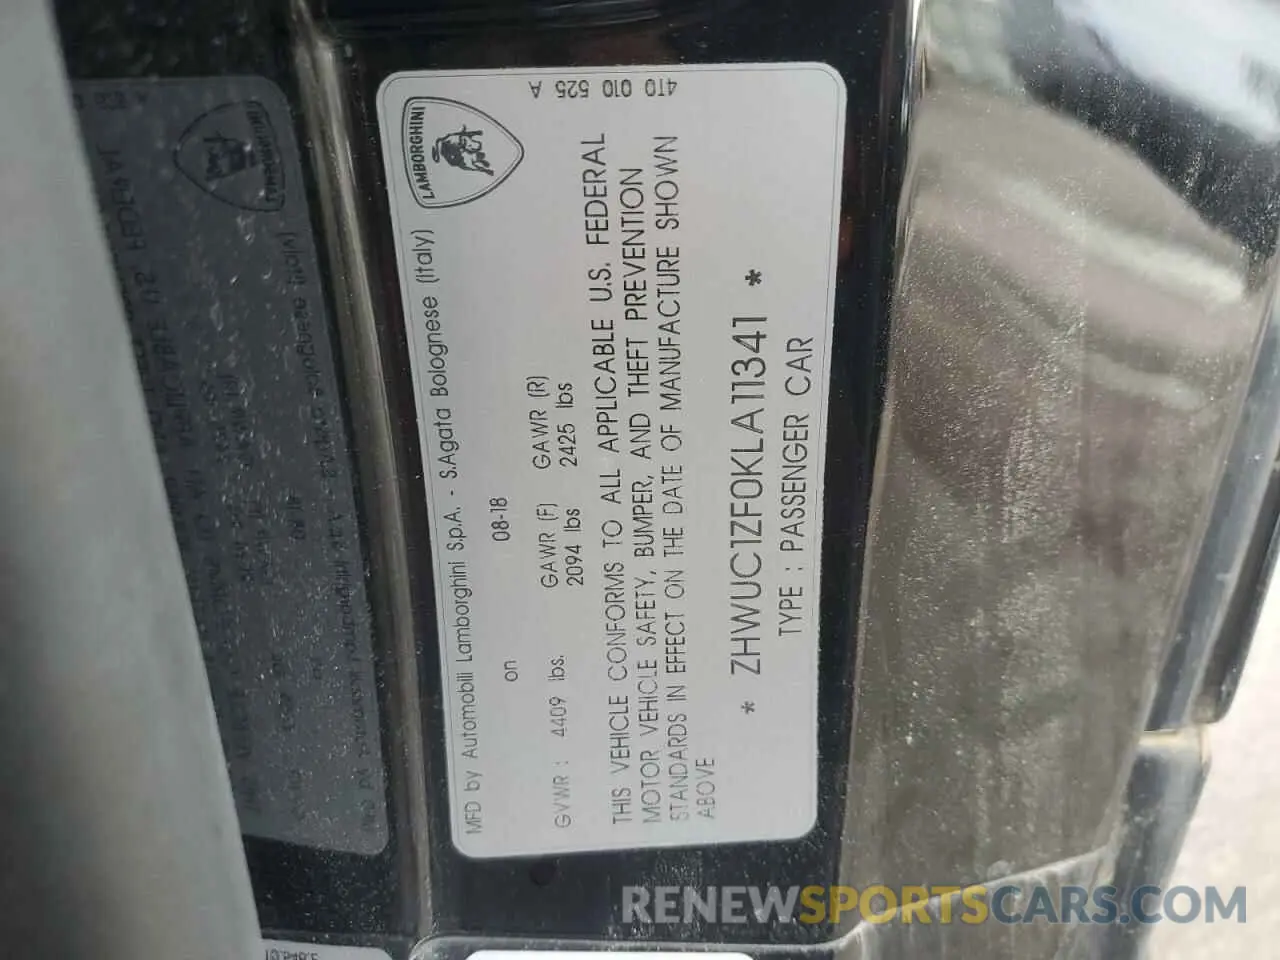 LAMBORGHINI
4T0 010 525 A
MFD by Automobili Lamborghini S.p.A. - S.Agata Bolognese (Italy)
on 08-18
GVWR : 4409 lbs. GAWR (F) GAWR (R)
2094 lbs 2425 lbs
THIS VEHICLE CONFORMS TO ALL APPLICABLE U.S. FEDERAL
MOTOR VEHICLE SAFETY, BUMPER, AND THEFT PREVENTION
STANDARDS IN EFFECT ON THE DATE OF MANUFACTURE SHOWN
ABOVE
* ZHWUC1ZF0KLA11341 *
TYPE : PASSENGER CAR
RENEWSPORTSCARS.COM